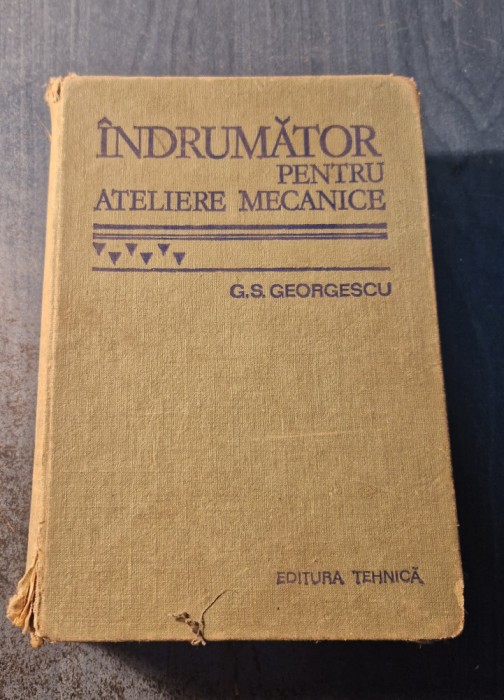 ÎNDRUMĂTOR
PENTRU
ATELIERE MECANICE
G.S. GEORGESCU
EDITURA TEHNICĂ